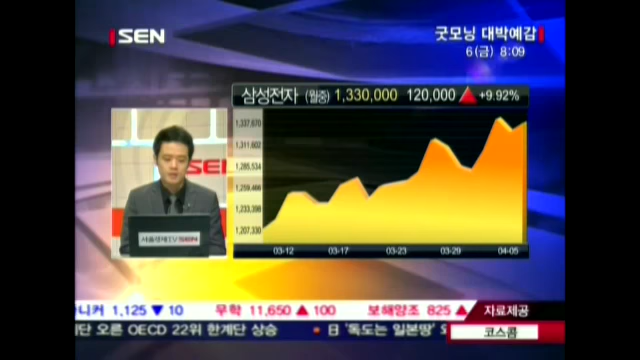 SEN
굿모닝 대박예감
6(금) 8:09
삼성전자 (월중) 1,330,000 120,000 ▲ +9.92%
1,337,670
1,311,602
1,285,534
1,259,466
1,233,398
1,207,330
SEN
서울경제TV SEN
03-12 03-17 03-23 03-29 04-05
니커 1,125 ▼ 10 무학 11,650 ▲ 100 보해양조 825 ▲
자료제공
단 오른 OECD 22위 한계단 상승 • 日 '독도는 일본땅'
코스콤